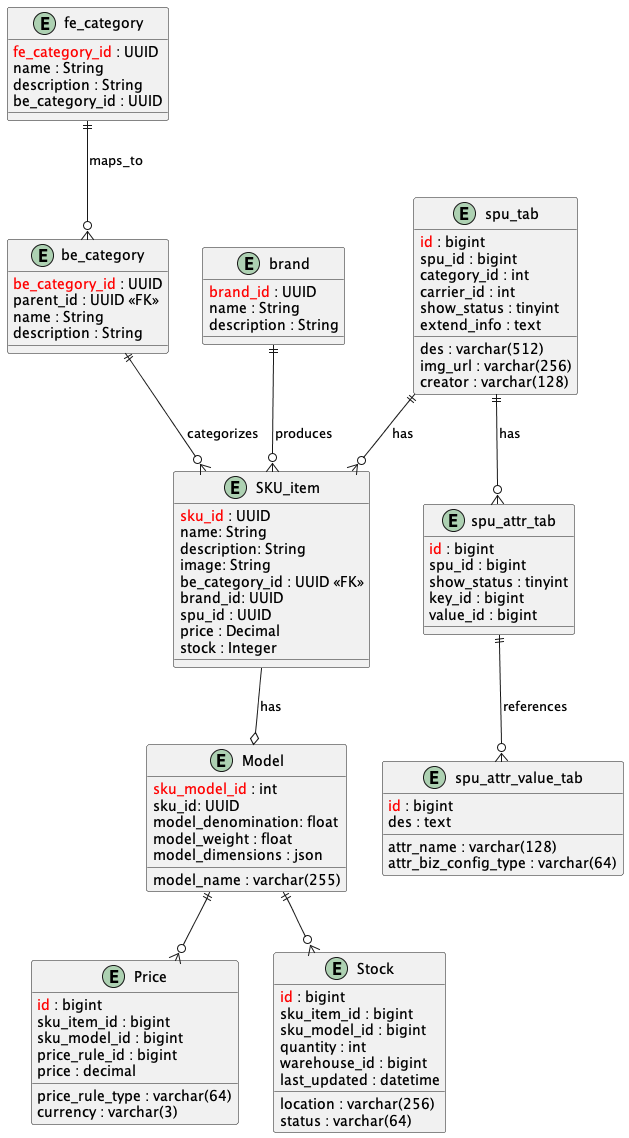 E fe_category
fe_category_id : UUID
name : String
description : String
be_category_id : UUID
maps_to
E be_category
be_category_id : UUID
parent_id : UUID «FK»
name : String
description : String
E brand
brand_id : UUID
name : String
description : String
E spu_tab
id : bigint
spu_id : bigint
category_id : int
carrier_id : int
show_status : tinyint
extend_info : text
des : varchar(512)
img_url : varchar(256)
creator : varchar(128)
categorizes
produces
has
has
E SKU_item
sku_id : UUID
name: String
description: String
image: String
be_category_id : UUID «FK»
brand_id: UUID
spu_id : UUID
price : Decimal
stock : Integer
E spu_attr_tab
id : bigint
spu_id : bigint
show_status : tinyint
key_id : bigint
value_id : bigint
has
references
E Model
sku_model_id : int
sku_id: UUID
model_denomination: float
model_weight : float
model_dimensions : json
model_name : varchar(255)
E spu_attr_value_tab
id : bigint
des : text
attr_name : varchar(128)
attr_biz_config_type : varchar(64)
E Price
id : bigint
sku_item_id : bigint
sku_model_id : bigint
price_rule_id : bigint
price : decimal
price_rule_type : varchar(64)
currency : varchar(3)
E Stock
id : bigint
sku_item_id : bigint
sku_model_id : bigint
quantity : int
warehouse_id : bigint
last_updated : datetime
location : varchar(256)
status : varchar(64)